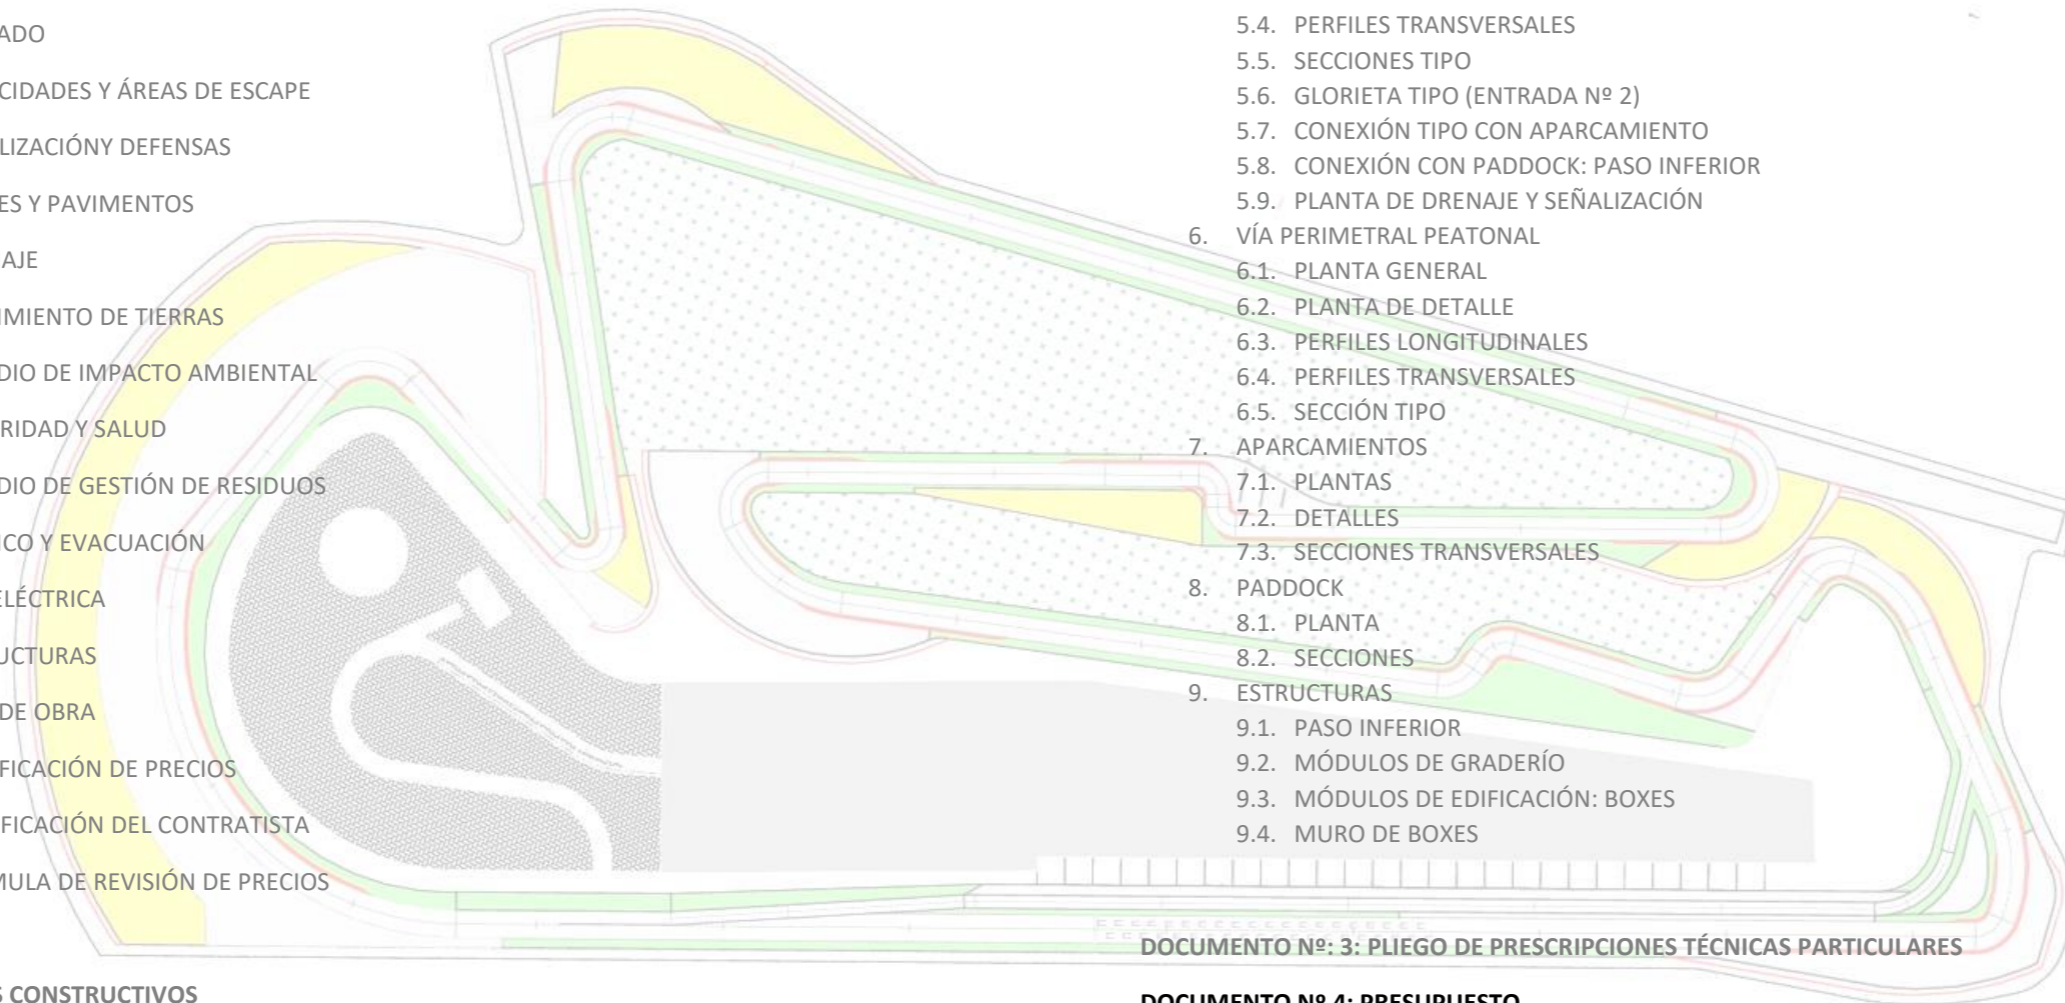 ADO
CIDADES Y ÁREAS DE ESCAPE
LIZACIÓNY DEFENSAS
ES Y PAVIMENTOS
AJE
IMIENTO DE TIERRAS
DIO DE IMPACTO AMBIENTAL
RIDAD Y SALUD
DIO DE GESTIÓN DE RESIDUOS
ICO Y EVACUACIÓN
ELÉCTRICA
UCTURAS
DE OBRA
FICACIÓN DE PRECIOS
FICACIÓN DEL CONTRATISTA
MULA DE REVISIÓN DE PRECIOS
S CONSTRUCTIVOS
5.4. PERFILES TRANSVERSALES
5.5. SECCIONES TIPO
5.6. GLORIETA TIPO (ENTRADA Nº 2)
5.7. CONEXIÓN TIPO CON APARCAMIENTO
5.8. CONEXIÓN CON PADDOCK: PASO INFERIOR
5.9. PLANTA DE DRENAJE Y SEÑALIZACIÓN
6. VÍA PERIMETRAL PEATONAL
6.1. PLANTA GENERAL
6.2. PLANTA DE DETALLE
6.3. PERFILES LONGITUDINALES
6.4. PERFILES TRANSVERSALES
6.5. SECCIÓN TIPO
7. APARCAMIENTOS
7.1. PLANTAS
7.2. DETALLES
7.3. SECCIONES TRANSVERSALES
8. PADDOCK
8.1. PLANTA
8.2. SECCIONES
9. ESTRUCTURAS
9.1. PASO INFERIOR
9.2. MÓDULOS DE GRADERÍO
9.3. MÓDULOS DE EDIFICACIÓN: BOXES
9.4. MURO DE BOXES
DOCUMENTO Nº: 3: PLIEGO DE PRESCRIPCIONES TÉCNICAS PARTICULARES
DOCUMENTO Nº 4: PRESUPUESTO